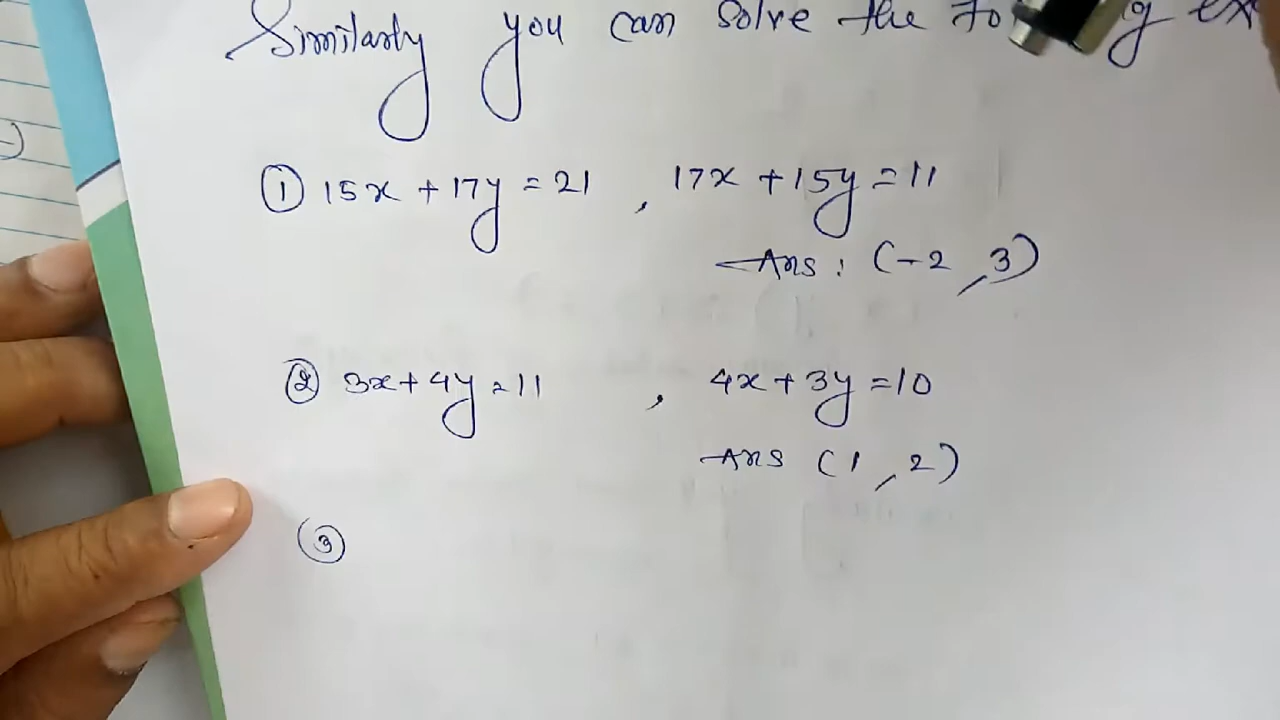 Similarly you can solve the
① 15x + 17y = 21 , 17x + 15y = 11
Ans : (-2, 3)
② 3x + 4y = 11 , 4x + 3y = 10
Ans (1, 2)
③